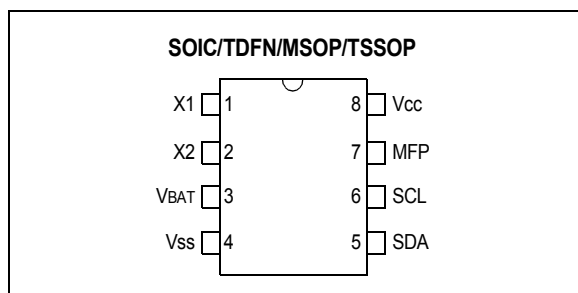 SOIC/TDFN/MSOP/TSSOP
X1 1 8 Vcc
X2 2 7 MFP
VBAT 3 6 SCL
Vss 4 5 SDA